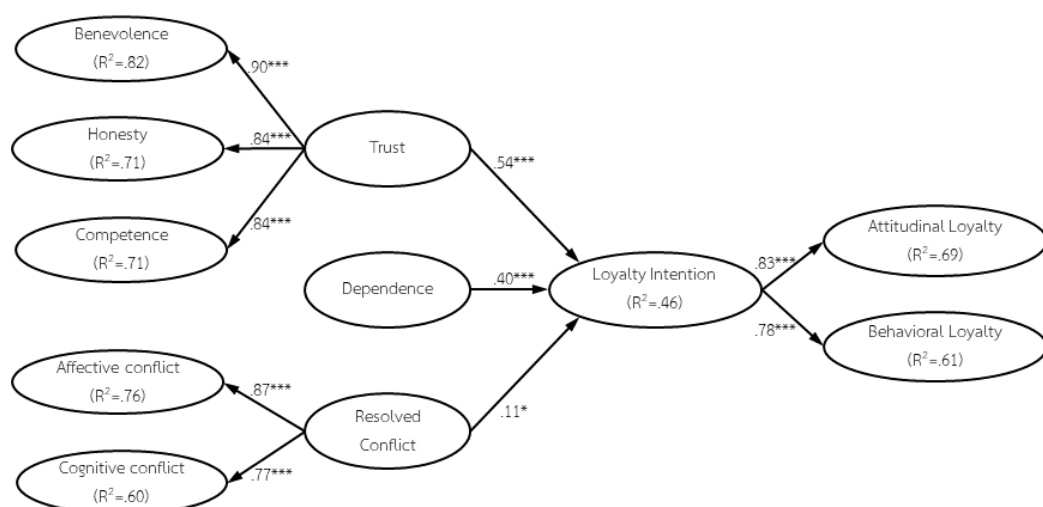 Benevolence
(R²=.82)
.90***
Honesty
(R²=.71)
.84***
Trust
Competence
(R²=.71)
.84***
.54***
Attitudinal Loyalty
(R²=.69)
.83***
Dependence
.40***
Loyalty Intention
(R²=.46)
.78***
Behavioral Loyalty
(R²=.61)
Affective conflict
(R²=.76)
.87***
Resolved
Conflict
.11*
Cognitive conflict
(R²=.60)
.77***